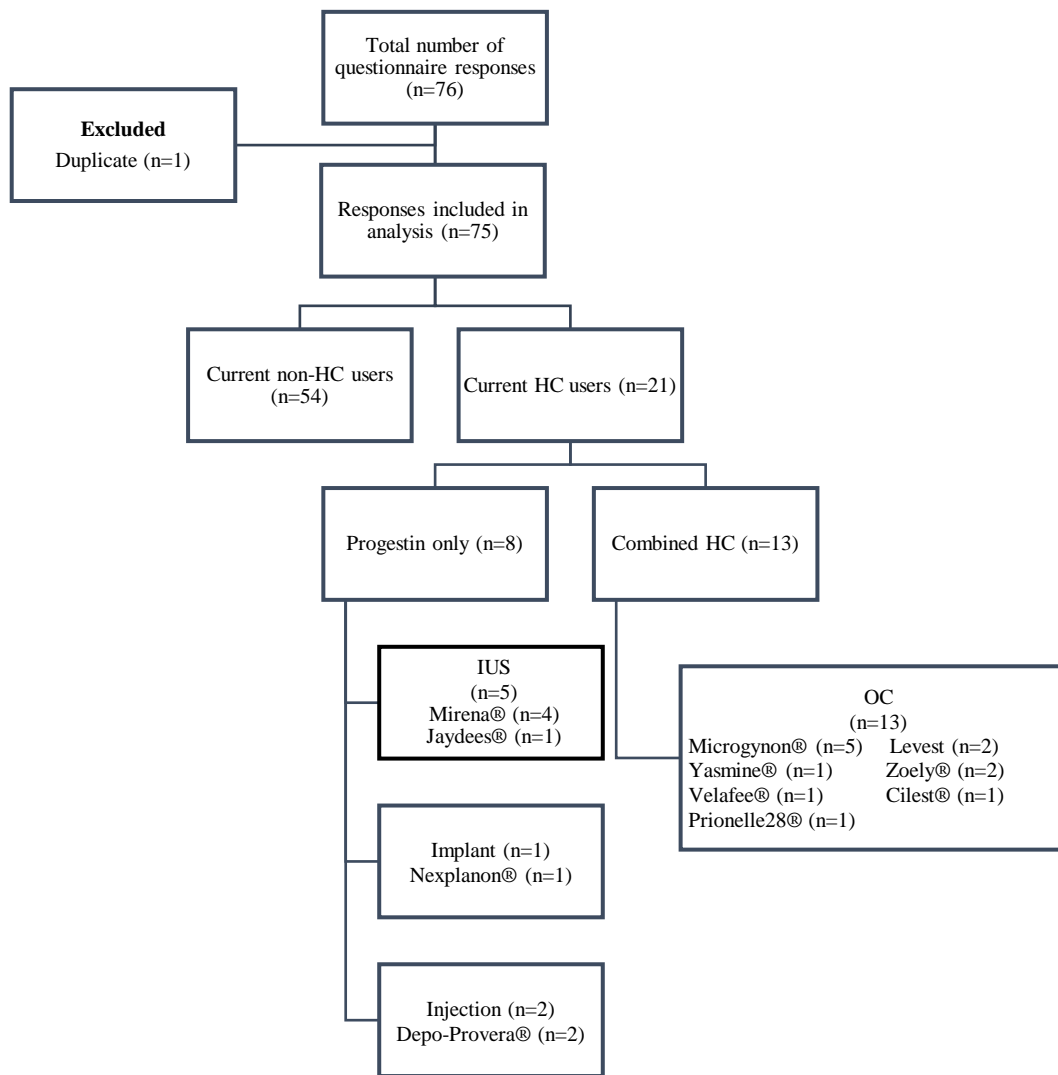 Total number of
questionnaire responses
(n=76)
Excluded
Duplicate (n=1)
Responses included in
analysis (n=75)
Current non-HC users
(n=54)
Current HC users (n=21)
Progestin only (n=8)
Combined HC (n=13)
IUS
(n=5)
Mirena® (n=4)
Jaydees® (n=1)
OC
(n=13)
Microgynon® (n=5) Levest (n=2)
Yasmine® (n=1) Zoely® (n=2)
Velafee® (n=1) Cilest® (n=1)
Prionelle28® (n=1)
Implant (n=1)
Nexplanon® (n=1)
Injection (n=2)
Depo-Provera® (n=2)